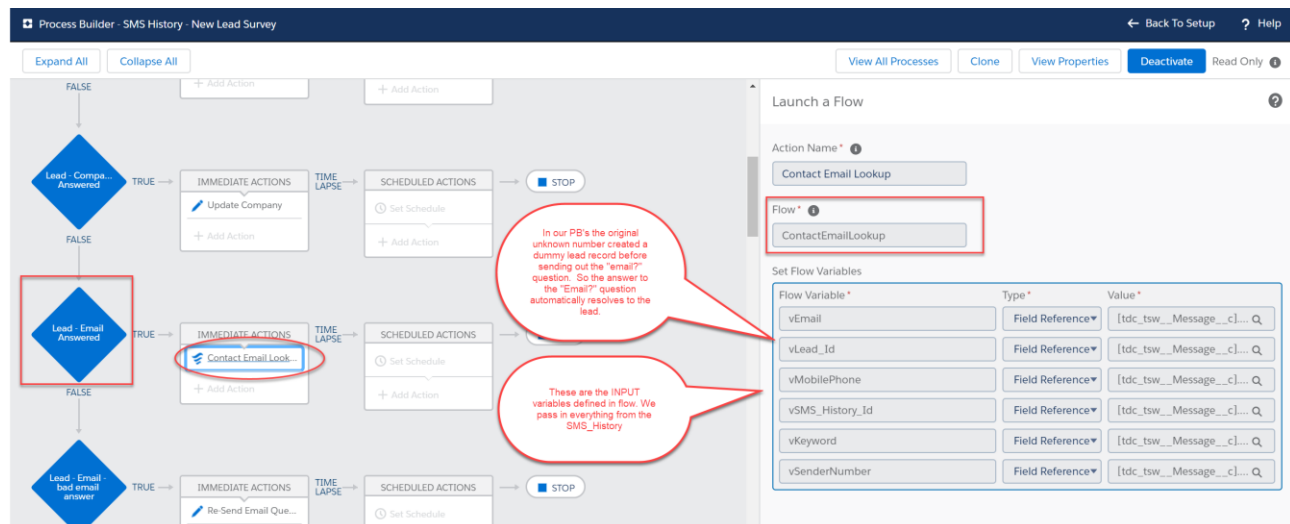 Process Builder - SMS History - New Lead Survey
← Back To Setup
? Help
Expand All
Collapse All
View All Processes
Clone
View Properties
Deactivate
Read Only
FALSE
+ Add Action
+ Add Action
Lead - Compa...
Answered
TRUE
IMMEDIATE ACTIONS
Update Company
+ Add Action
TIME
LAPSE
SCHEDULED ACTIONS
Set Schedule
+ Add Action
STOP
FALSE
Lead - Email
Answered
TRUE
IMMEDIATE ACTIONS
Contact Email Look...
+ Add Action
TIME
LAPSE
SCHEDULED ACTIONS
Set Schedule
+ Add Action
FALSE
Lead - Email -
bad email
answer
TRUE
IMMEDIATE ACTIONS
Re-Send Email Que...
TIME
LAPSE
SCHEDULED ACTIONS
Set Schedule
STOP
In our PB's the original
unknown number created a
dummy lead record before
sending out the "email?"
question. So the answer to
the "Email?" question
automatically resolves to the
lead.
These are the INPUT
variables defined in flow. We
pass in everything from the
SMS_History
Launch a Flow
Action Name*
Contact Email Lookup
Flow*
ContactEmailLookup
Set Flow Variables
Flow Variable* Type* Value*
vEmail Field Reference [tdc_tsw__Message__c]....
vLead_Id Field Reference [tdc_tsw__Message__c]....
vMobilePhone Field Reference [tdc_tsw__Message__c]....
vSMS_History_Id Field Reference [tdc_tsw__Message__c]....
vKeyword Field Reference [tdc_tsw__Message__c]....
vSenderNumber Field Reference [tdc_tsw__Message__c]....